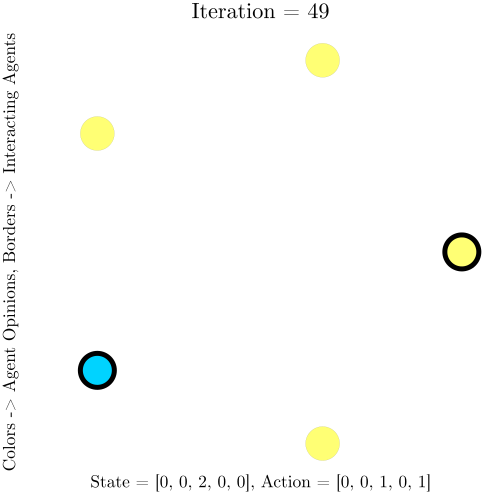 Iteration = 49
Colors -> Agent Opinions, Borders -> Interacting Agents
State = [0, 0, 2, 0, 0], Action = [0, 0, 1, 0, 1]